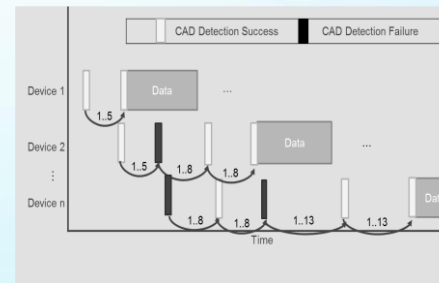 CAD Detection Success CAD Detection Failure
Device 1 Data ...
1..5
Device 2 Data ...
1..5 1..8 1..8
⋮
Device n Dat
1..8 1..8 1..13 1..13
Time